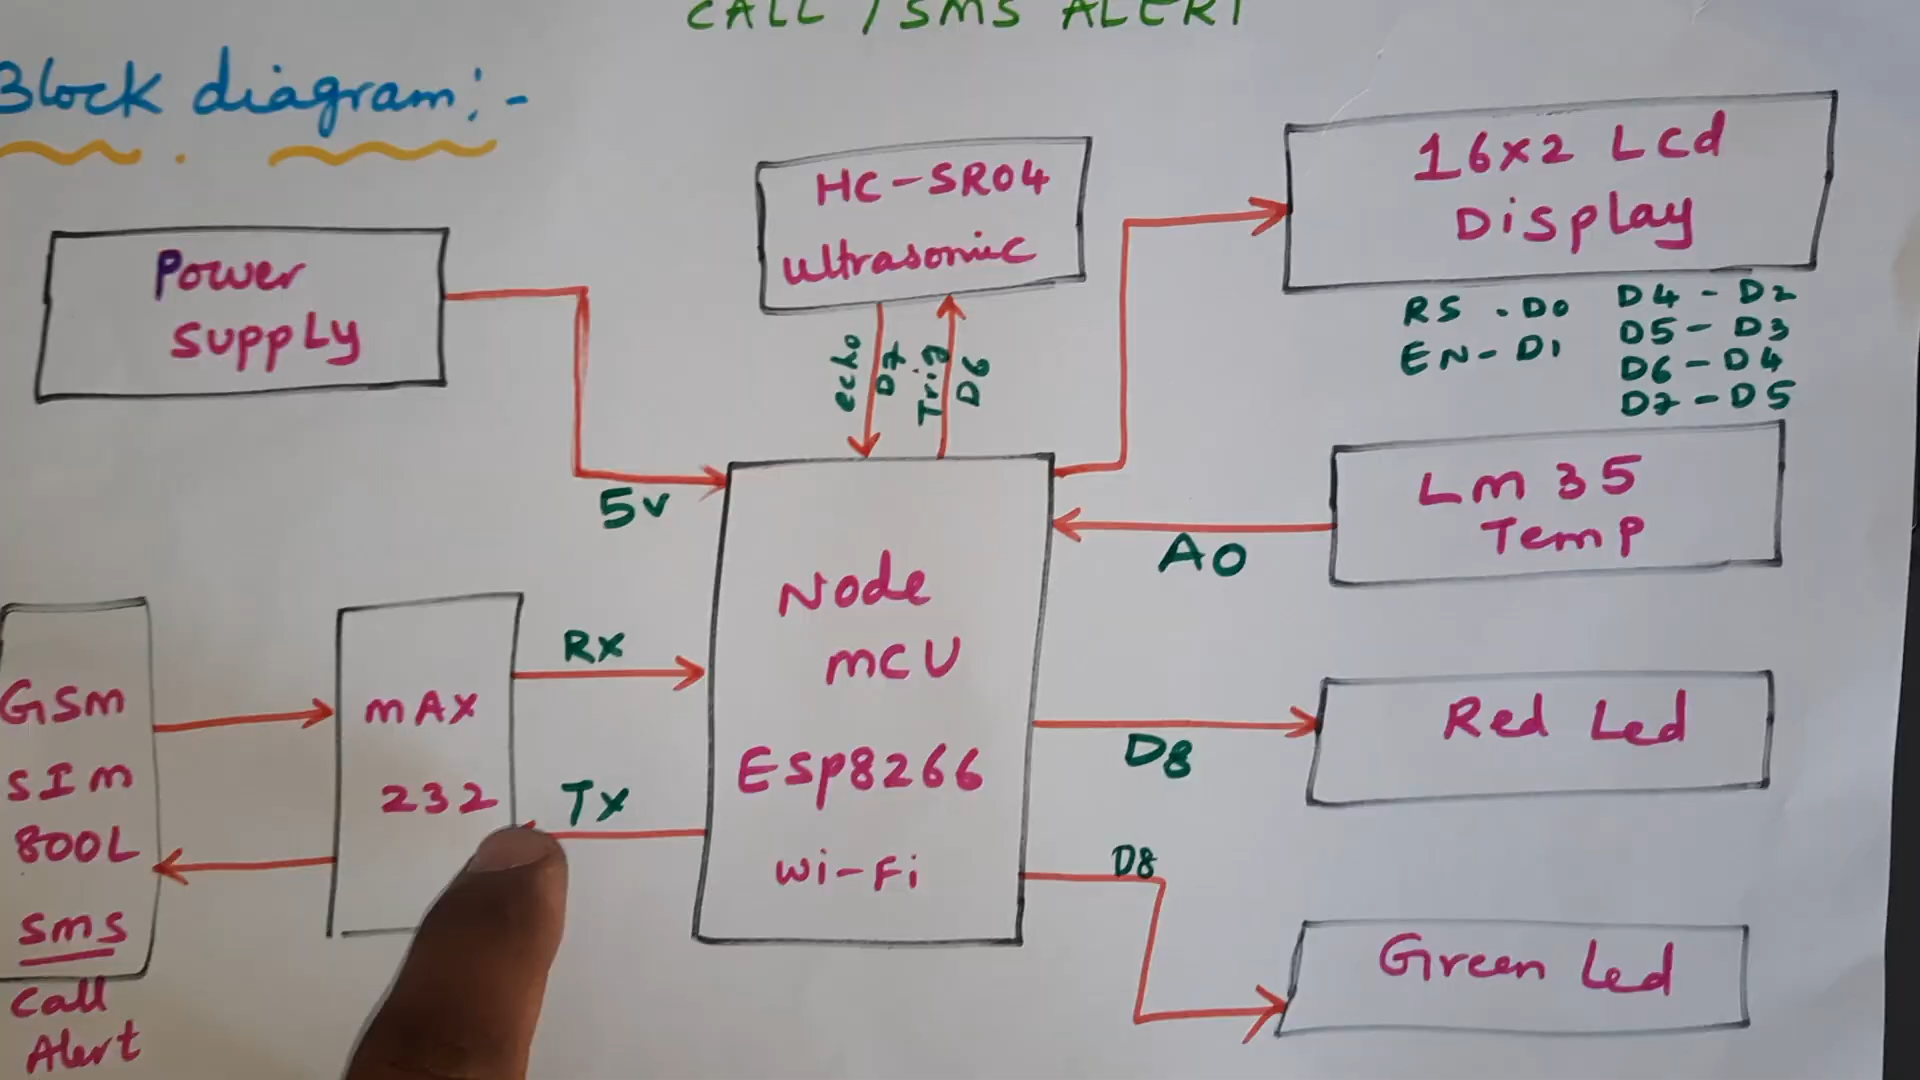 CALL / SMS ALERT
Block diagram:-
Power
Supply
5v
HC-SR04
ultrasonic
echo
D7
Trig
D6
16x2 Lcd
Display
RS - D0
EN - D1
D4 - D2
D5 - D3
D6 - D4
D7 - D5
Lm 35
Temp
A0
Node
mCU
Esp8266
Wi-Fi
Rx
Tx
mAx
232
GSm
SIm
800L
Sms
Call
Alert
Red Led
D8
D8
Green Led